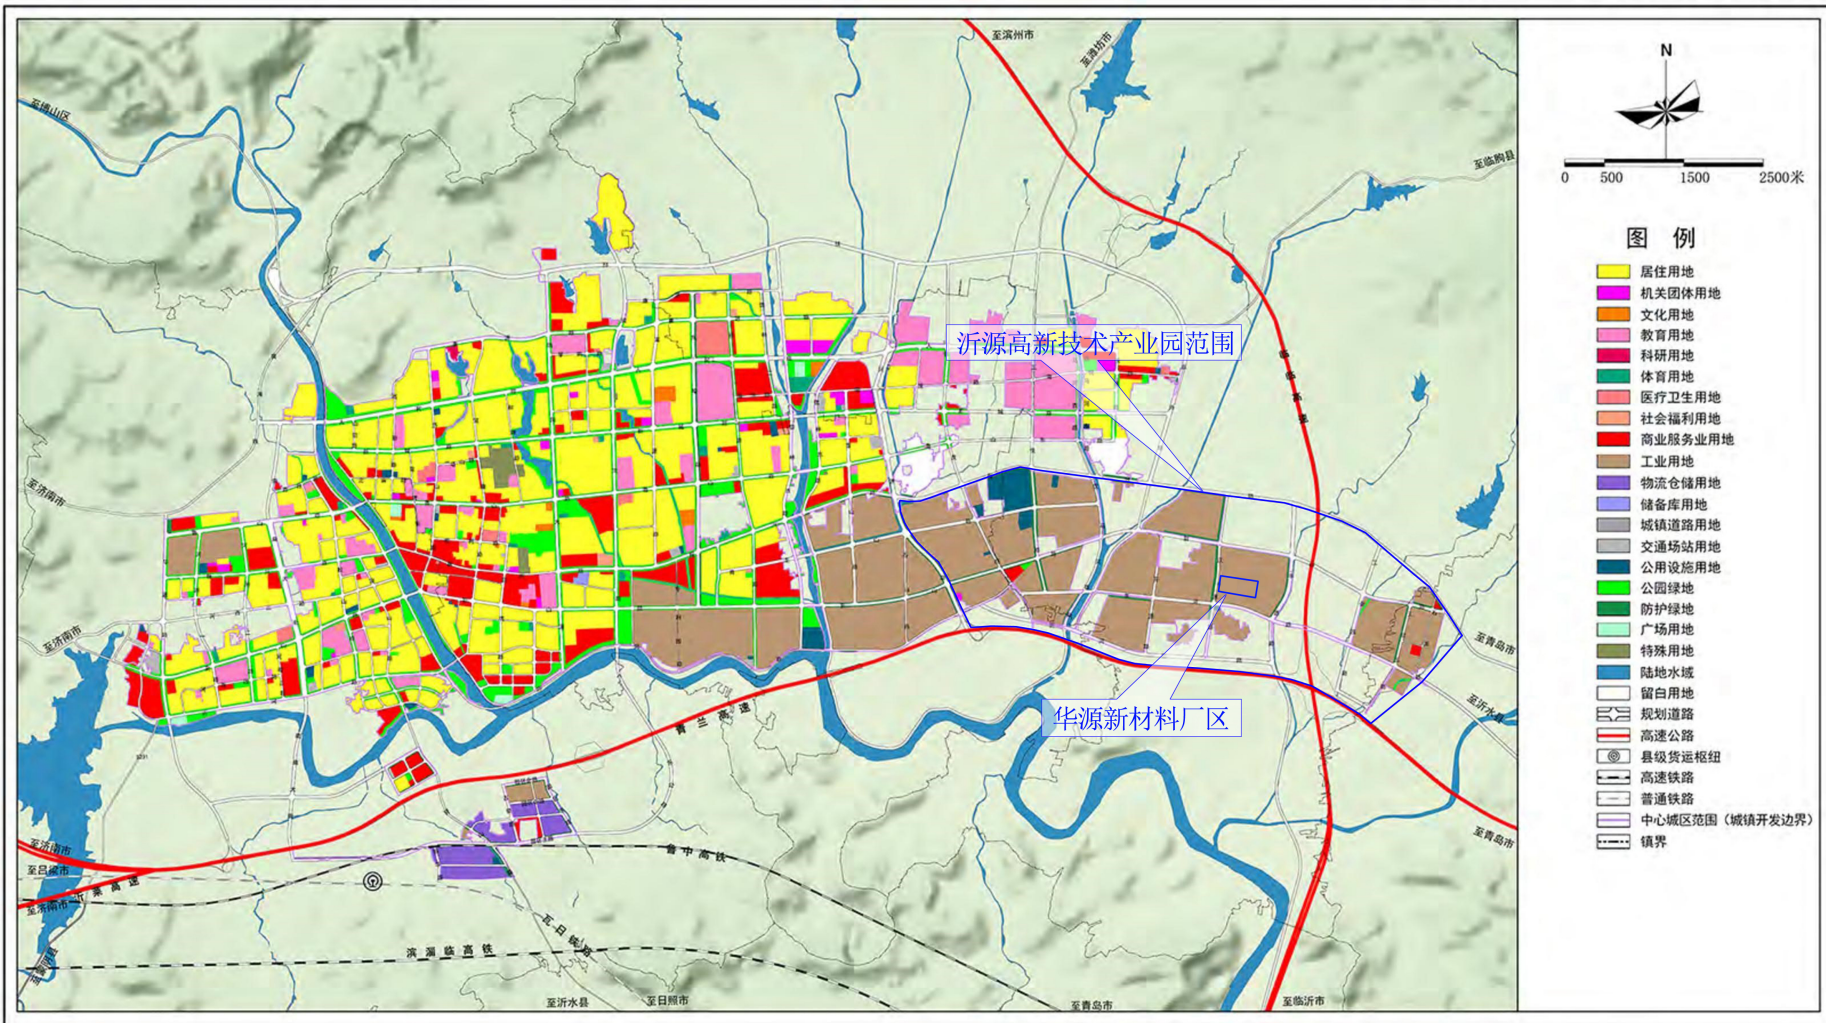 至滨州市
至潍坊市
至博山区
至临朐县
沂源高新技术产业园范围
至济南市
至济南市
华源新材料厂区
至青岛市
至沂水县
青兰高速
鲁中高铁
至济南市
至吕梁市
沂莱高速
至济南市
瓦日铁路
滨淄临高铁
至青岛市
至沂水县
至日照市
至青岛市
至临沂市
N
0 500 1500 2500米
图 例
居住用地
机关团体用地
文化用地
教育用地
科研用地
体育用地
医疗卫生用地
社会福利用地
商业服务业用地
工业用地
物流仓储用地
储备库用地
城镇道路用地
交通场站用地
公用设施用地
公园绿地
防护绿地
广场用地
特殊用地
陆地水域
留白用地
规划道路
高速公路
县级货运枢纽
高速铁路
普通铁路
中心城区范围（城镇开发边界）
镇界